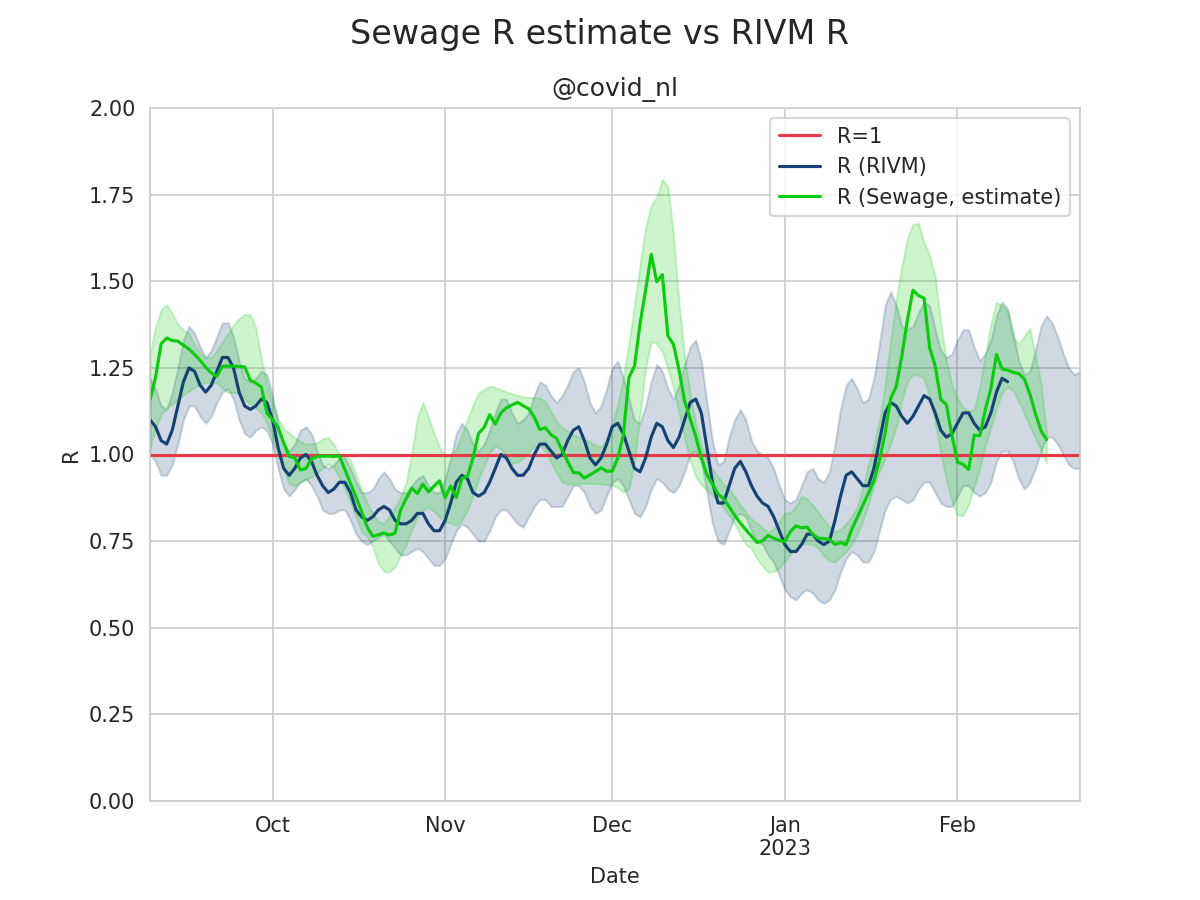 Sewage R estimate vs RIVM R
@covid_nl
2.00
1.75
1.50
1.25
1.00
0.75
0.50
0.25
0.00
R
R=1
R (RIVM)
R (Sewage, estimate)
Oct
Nov
Dec
Jan
2023
Feb
Date